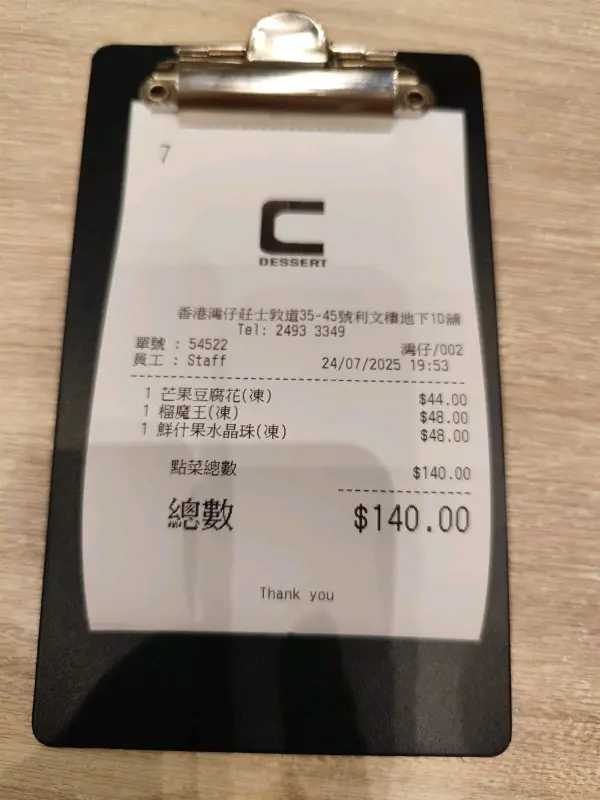 7
C
DESSERT
香港灣仔莊士敦道35-45號利文樓地下10舖
Tel: 2493 3349
單號 : 54522 灣仔/002
員工 : Staff 24/07/2025 19:53
1 芒果豆腐花(凍) $44.00
1 榴魔王(凍) $48.00
1 鮮什果水晶珠(凍) $48.00
點菜總數 $140.00
總數 $140.00
Thank you